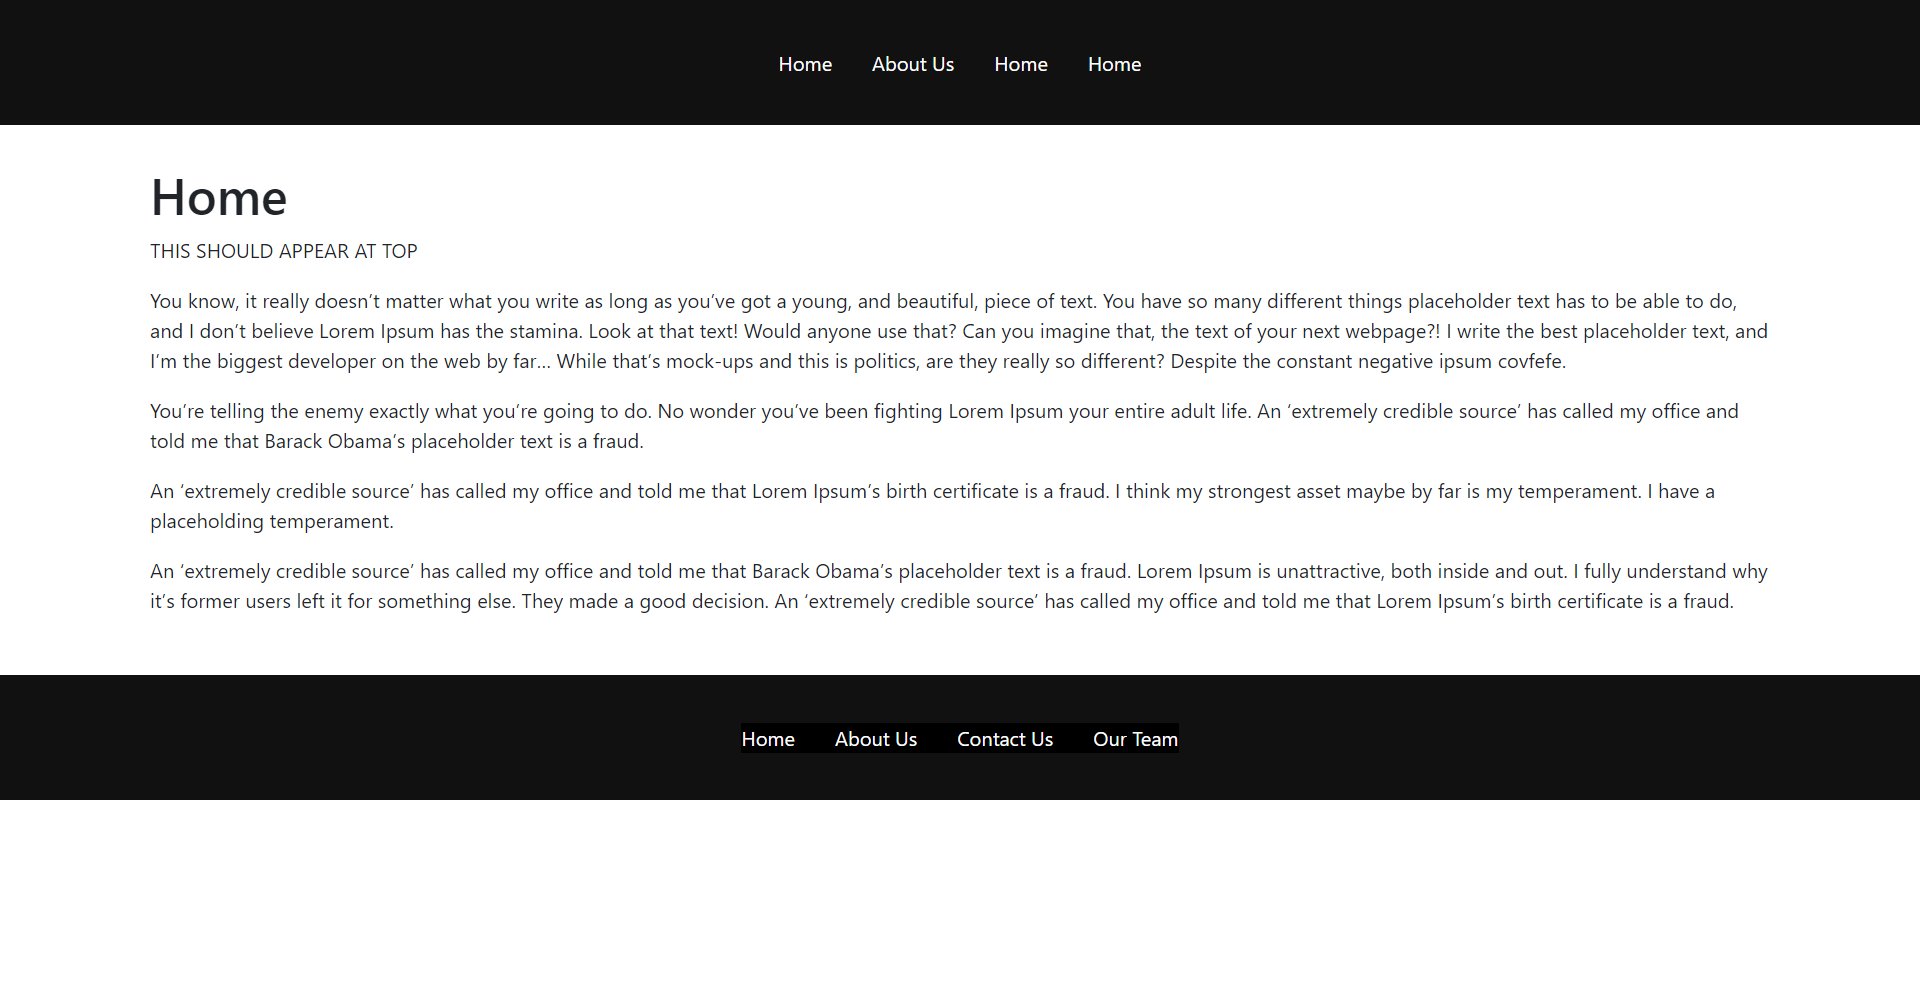 Home About Us Home Home
Home
THIS SHOULD APPEAR AT TOP
You know, it really doesn’t matter what you write as long as you’ve got a young, and beautiful, piece of text. You have so many different things placeholder text has to be able to do,
and I don’t believe Lorem Ipsum has the stamina. Look at that text! Would anyone use that? Can you imagine that, the text of your next webpage?! I write the best placeholder text, and
I’m the biggest developer on the web by far… While that’s mock-ups and this is politics, are they really so different? Despite the constant negative ipsum covfefe.
You’re telling the enemy exactly what you’re going to do. No wonder you’ve been fighting Lorem Ipsum your entire adult life. An ‘extremely credible source’ has called my office and
told me that Barack Obama’s placeholder text is a fraud.
An ‘extremely credible source’ has called my office and told me that Lorem Ipsum’s birth certificate is a fraud. I think my strongest asset maybe by far is my temperament. I have a
placeholding temperament.
An ‘extremely credible source’ has called my office and told me that Barack Obama’s placeholder text is a fraud. Lorem Ipsum is unattractive, both inside and out. I fully understand why
it’s former users left it for something else. They made a good decision. An ‘extremely credible source’ has called my office and told me that Lorem Ipsum’s birth certificate is a fraud.
Home About Us Contact Us Our Team